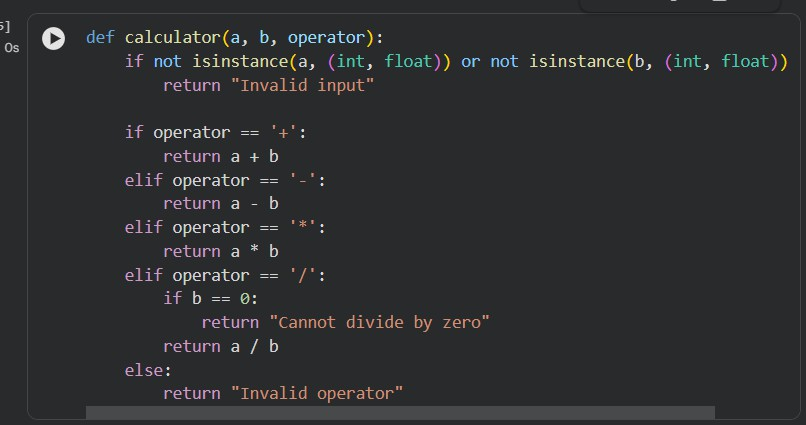 5]
0s
def calculator(a, b, operator):
    if not isinstance(a, (int, float)) or not isinstance(b, (int, float))
        return "Invalid input"

    if operator == '+':
        return a + b
    elif operator == '-':
        return a - b
    elif operator == '*':
        return a * b
    elif operator == '/':
        if b == 0:
            return "Cannot divide by zero"
        return a / b
    else:
        return "Invalid operator"